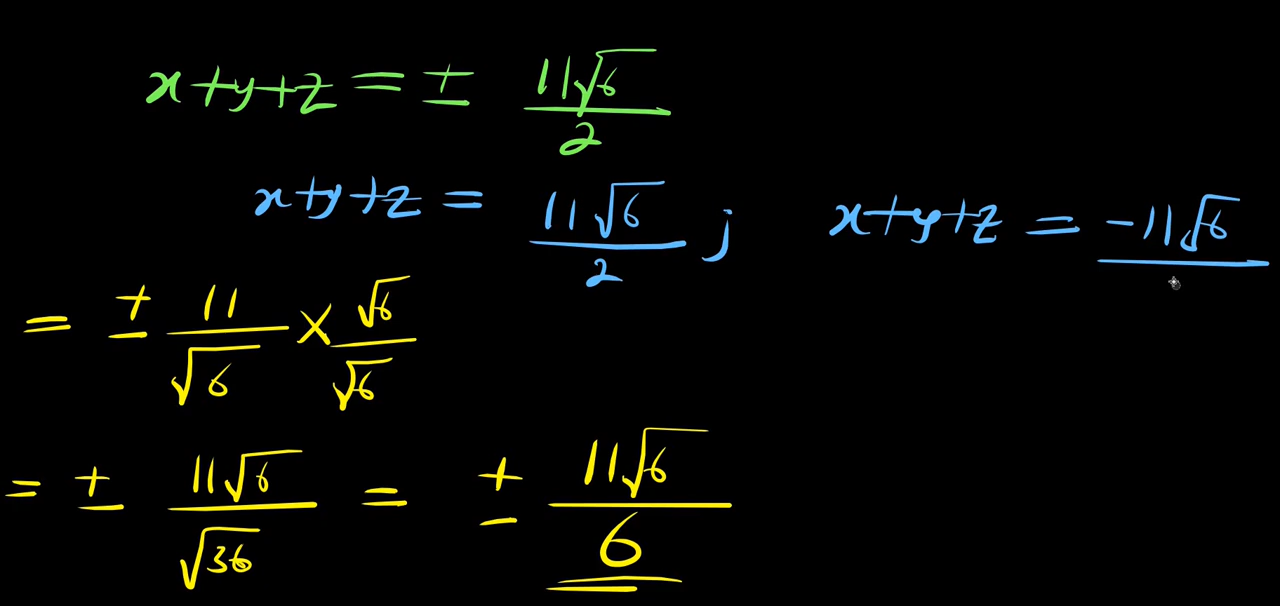 x+y+z = ± 11√6/2
x+y+z = 11√6/2 ; x+y+z = -11√6/
= ± 11/√6 × √6/√6
= ± 11√6/√36 = ± 11√6/6